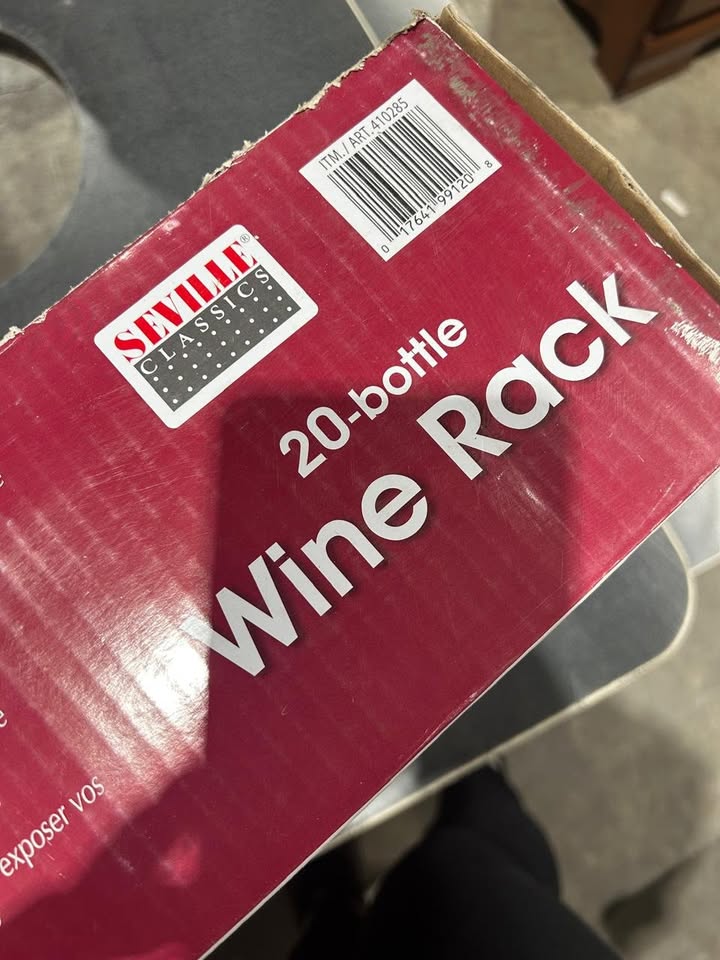 ITM. / ART. 410285
0 17641 99120 8
SEVILLE®
CLASSICS
20-bottle
Wine Rack
exposer vos